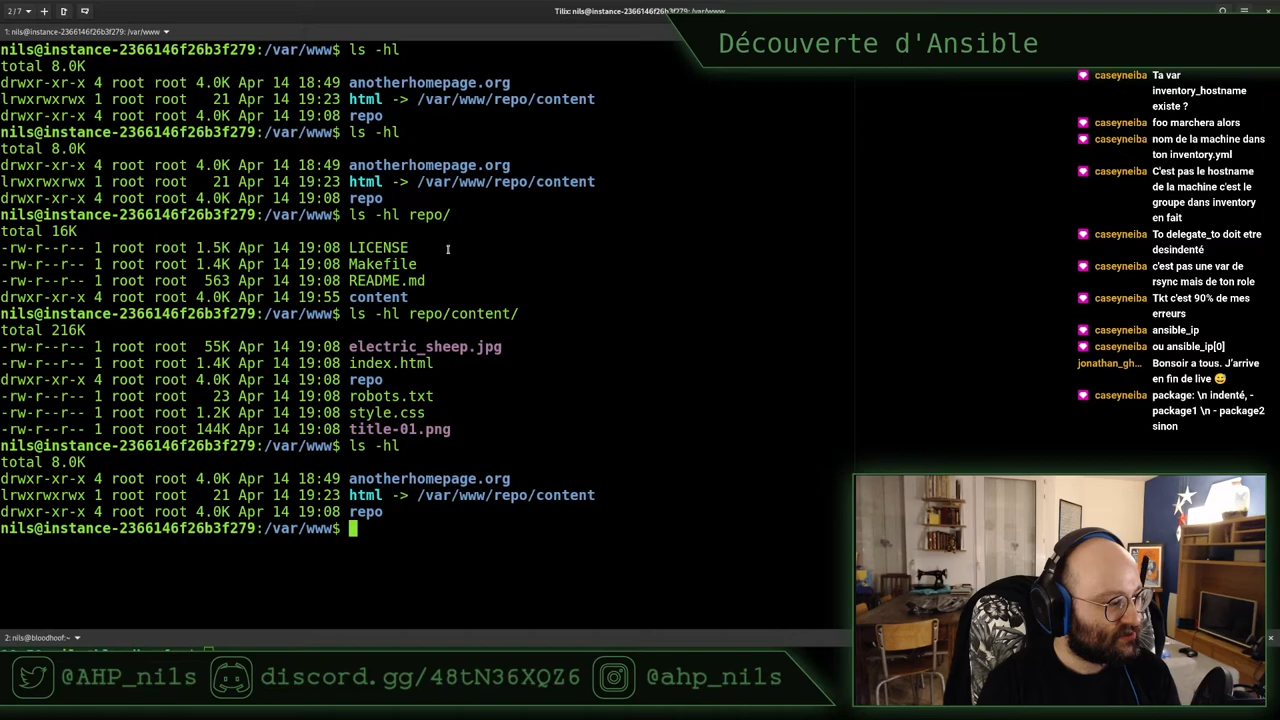 2/7
Tilix: nils@instance-2366146f26b3f279: /var/www
1: nils@instance-2366146f26b3f279: /var/www
Découverte d'Ansible
nils@instance-2366146f26b3f279:/var/www$ ls -hl
total 8.0K
drwxr-xr-x 4 root root 4.0K Apr 14 18:49 anotherhomepage.org
lrwxrwxrwx 1 root root   21 Apr 14 19:23 html -> /var/www/repo/content
drwxr-xr-x 4 root root 4.0K Apr 14 19:08 repo
nils@instance-2366146f26b3f279:/var/www$ ls -hl
total 8.0K
drwxr-xr-x 4 root root 4.0K Apr 14 18:49 anotherhomepage.org
lrwxrwxrwx 1 root root   21 Apr 14 19:23 html -> /var/www/repo/content
drwxr-xr-x 4 root root 4.0K Apr 14 19:08 repo
nils@instance-2366146f26b3f279:/var/www$ ls -hl repo/
total 16K
-rw-r--r-- 1 root root 1.5K Apr 14 19:08 LICENSE
-rw-r--r-- 1 root root 1.4K Apr 14 19:08 Makefile
-rw-r--r-- 1 root root  563 Apr 14 19:08 README.md
drwxr-xr-x 4 root root 4.0K Apr 14 19:55 content
nils@instance-2366146f26b3f279:/var/www$ ls -hl repo/content/
total 216K
-rw-r--r-- 1 root root  55K Apr 14 19:08 electric_sheep.jpg
-rw-r--r-- 1 root root 1.4K Apr 14 19:08 index.html
drwxr-xr-x 4 root root 4.0K Apr 14 19:08 repo
-rw-r--r-- 1 root root   23 Apr 14 19:08 robots.txt
-rw-r--r-- 1 root root 1.2K Apr 14 19:08 style.css
-rw-r--r-- 1 root root 144K Apr 14 19:08 title-01.png
nils@instance-2366146f26b3f279:/var/www$ ls -hl
total 8.0K
drwxr-xr-x 4 root root 4.0K Apr 14 18:49 anotherhomepage.org
lrwxrwxrwx 1 root root   21 Apr 14 19:23 html -> /var/www/repo/content
drwxr-xr-x 4 root root 4.0K Apr 14 19:08 repo
nils@instance-2366146f26b3f279:/var/www$
caseyneiba Ta var
inventory_hostname
existe ?
caseyneiba foo marchera alors
caseyneiba nom de la machine dans
ton inventory.yml
caseyneiba C'est pas le hostname
de la machine c'est le
groupe dans inventory
en fait
caseyneiba To delegate_to doit etre
desindenté
caseyneiba c'est pas une var de
rsync mais de ton role
caseyneiba Tkt c'est 90% de mes
erreurs
caseyneiba ansible_ip
caseyneiba ou ansible_ip[0]
jonathan_gh... Bonsoir a tous. J'arrive
en fin de live 😅
caseyneiba package: \n indenté, -
package1 \n - package2
sinon
2: nils@bloodhoof:~
@AHP_nils
discord.gg/48tN36XQZ6
@ahp_nils